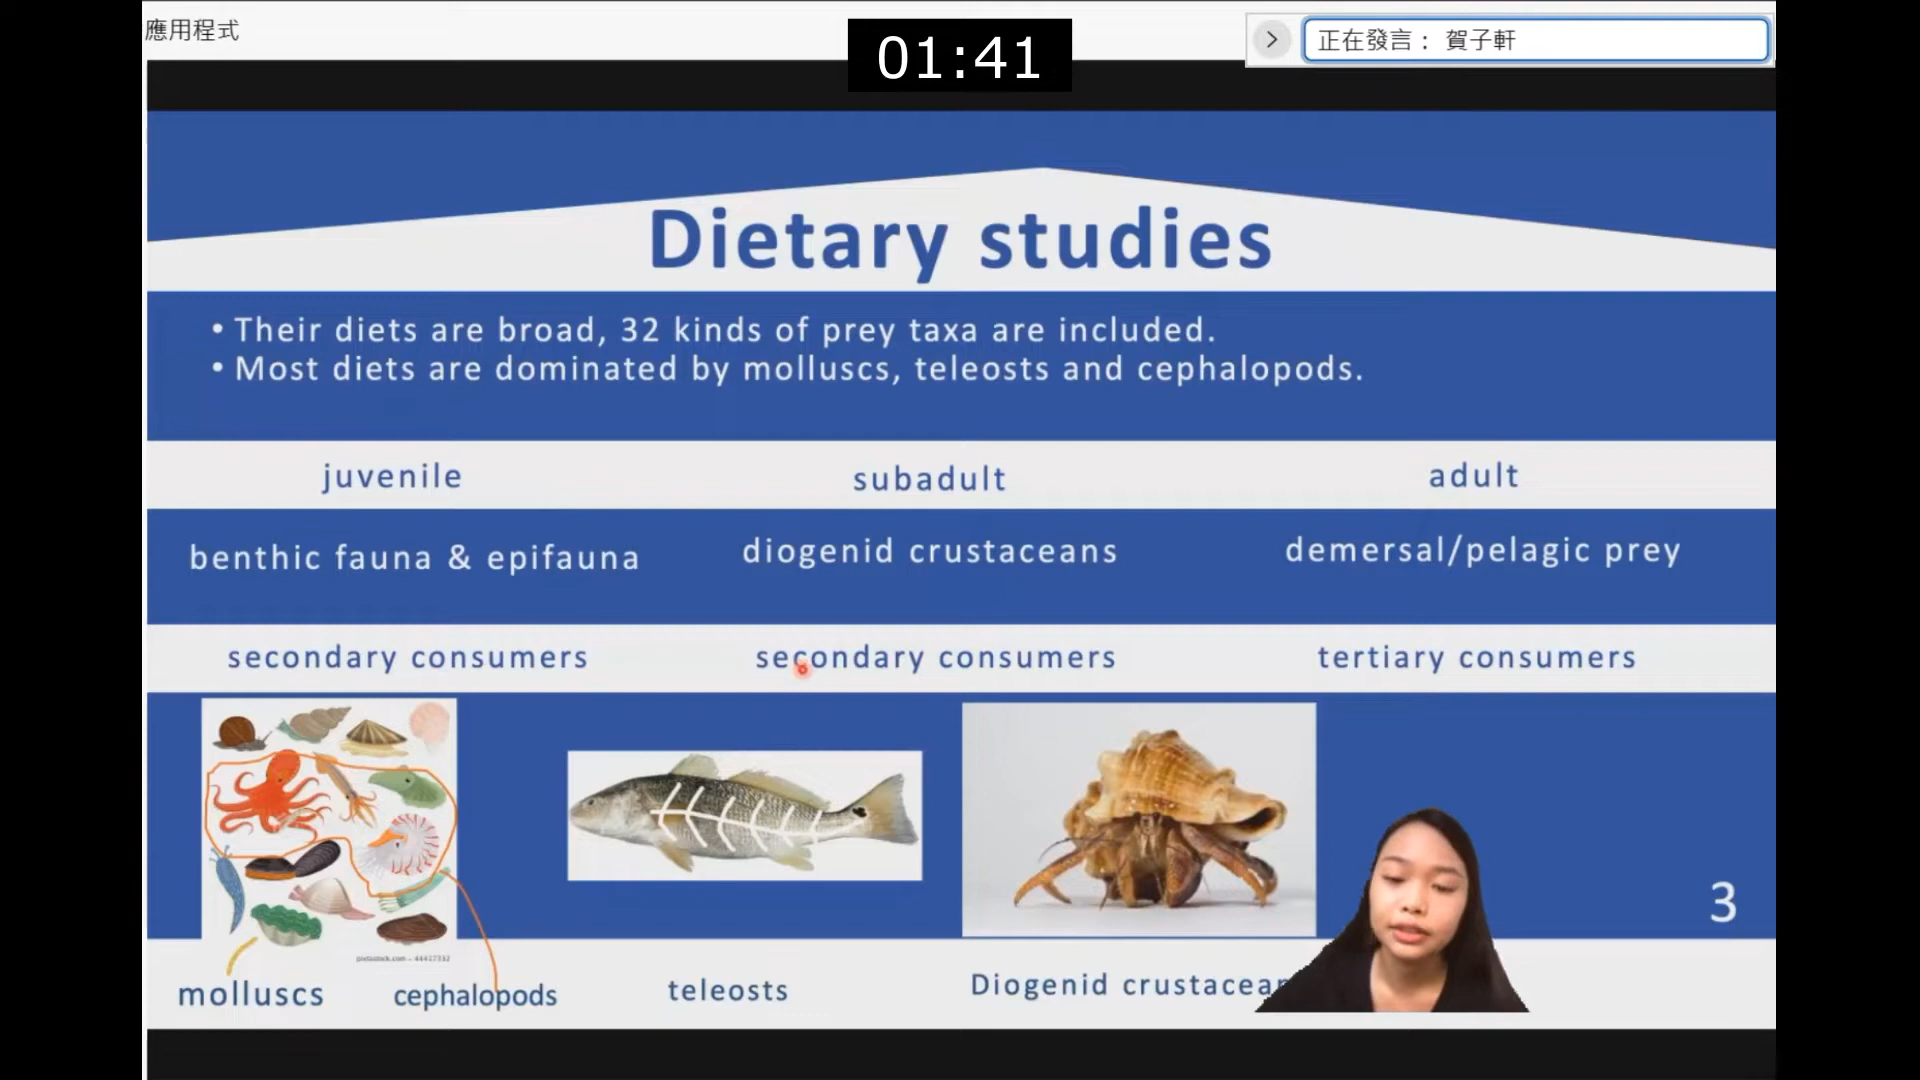 應用程式
01:41
正在發言： 賀子軒
Dietary studies
• Their diets are broad, 32 kinds of prey taxa are included.
• Most diets are dominated by molluscs, teleosts and cephalopods.
juvenile subadult adult
benthic fauna & epifauna diogenid crustaceans demersal/pelagic prey
secondary consumers secondary consumers tertiary consumers
3
molluscs cephalopods teleosts Diogenid crustacean